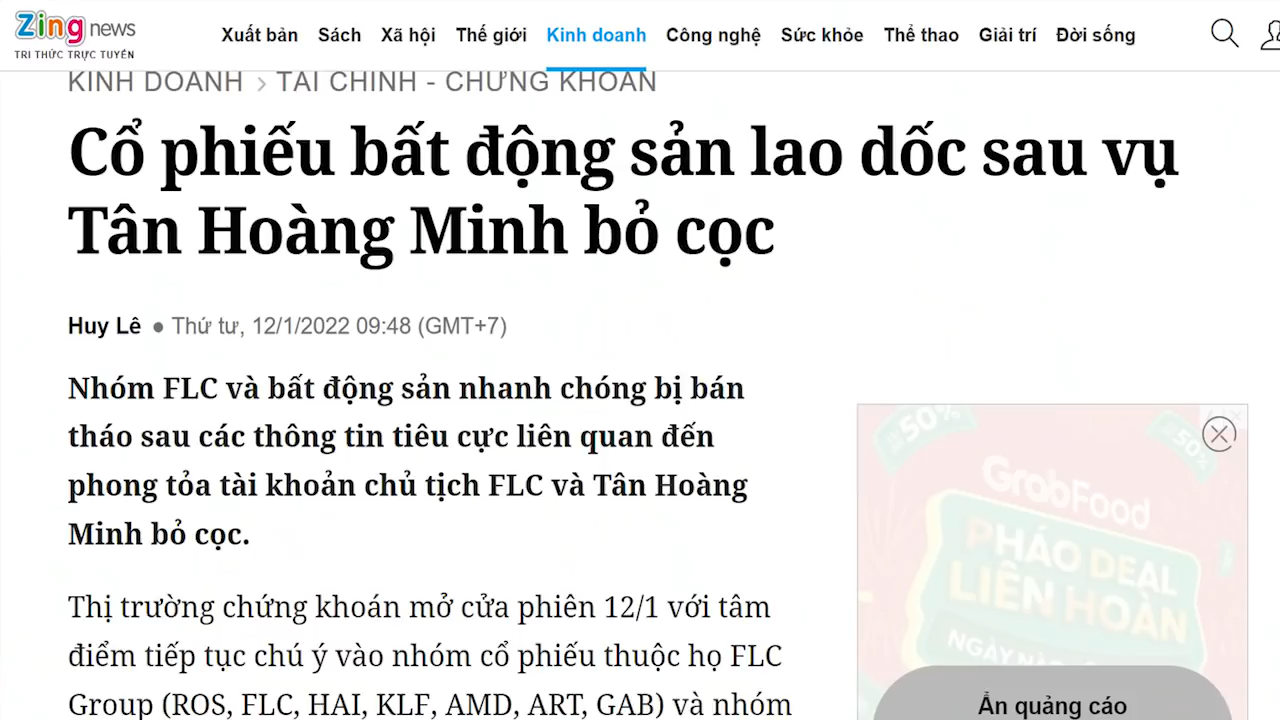 Zing news
TRI THỨC TRỰC TUYẾN
Xuất bản Sách Xã hội Thế giới Kinh doanh Công nghệ Sức khỏe Thể thao Giải trí Đời sống
KINH DOANH › TÀI CHÍNH - CHỨNG KHOÁN
Cổ phiếu bất động sản lao dốc sau vụ
Tân Hoàng Minh bỏ cọc
Huy Lê ● Thứ tư, 12/1/2022 09:48 (GMT+7)
Nhóm FLC và bất động sản nhanh chóng bị bán
tháo sau các thông tin tiêu cực liên quan đến
phong tỏa tài khoản chủ tịch FLC và Tân Hoàng
Minh bỏ cọc.
Thị trường chứng khoán mở cửa phiên 12/1 với tâm
điểm tiếp tục chú ý vào nhóm cổ phiếu thuộc họ FLC
Group (ROS, FLC, HAI, KLF, AMD, ART, GAB) và nhóm
50%
50%
GrabFood
PHÁO DEAL
LIÊN HOÀN
Ẩn quảng cáo